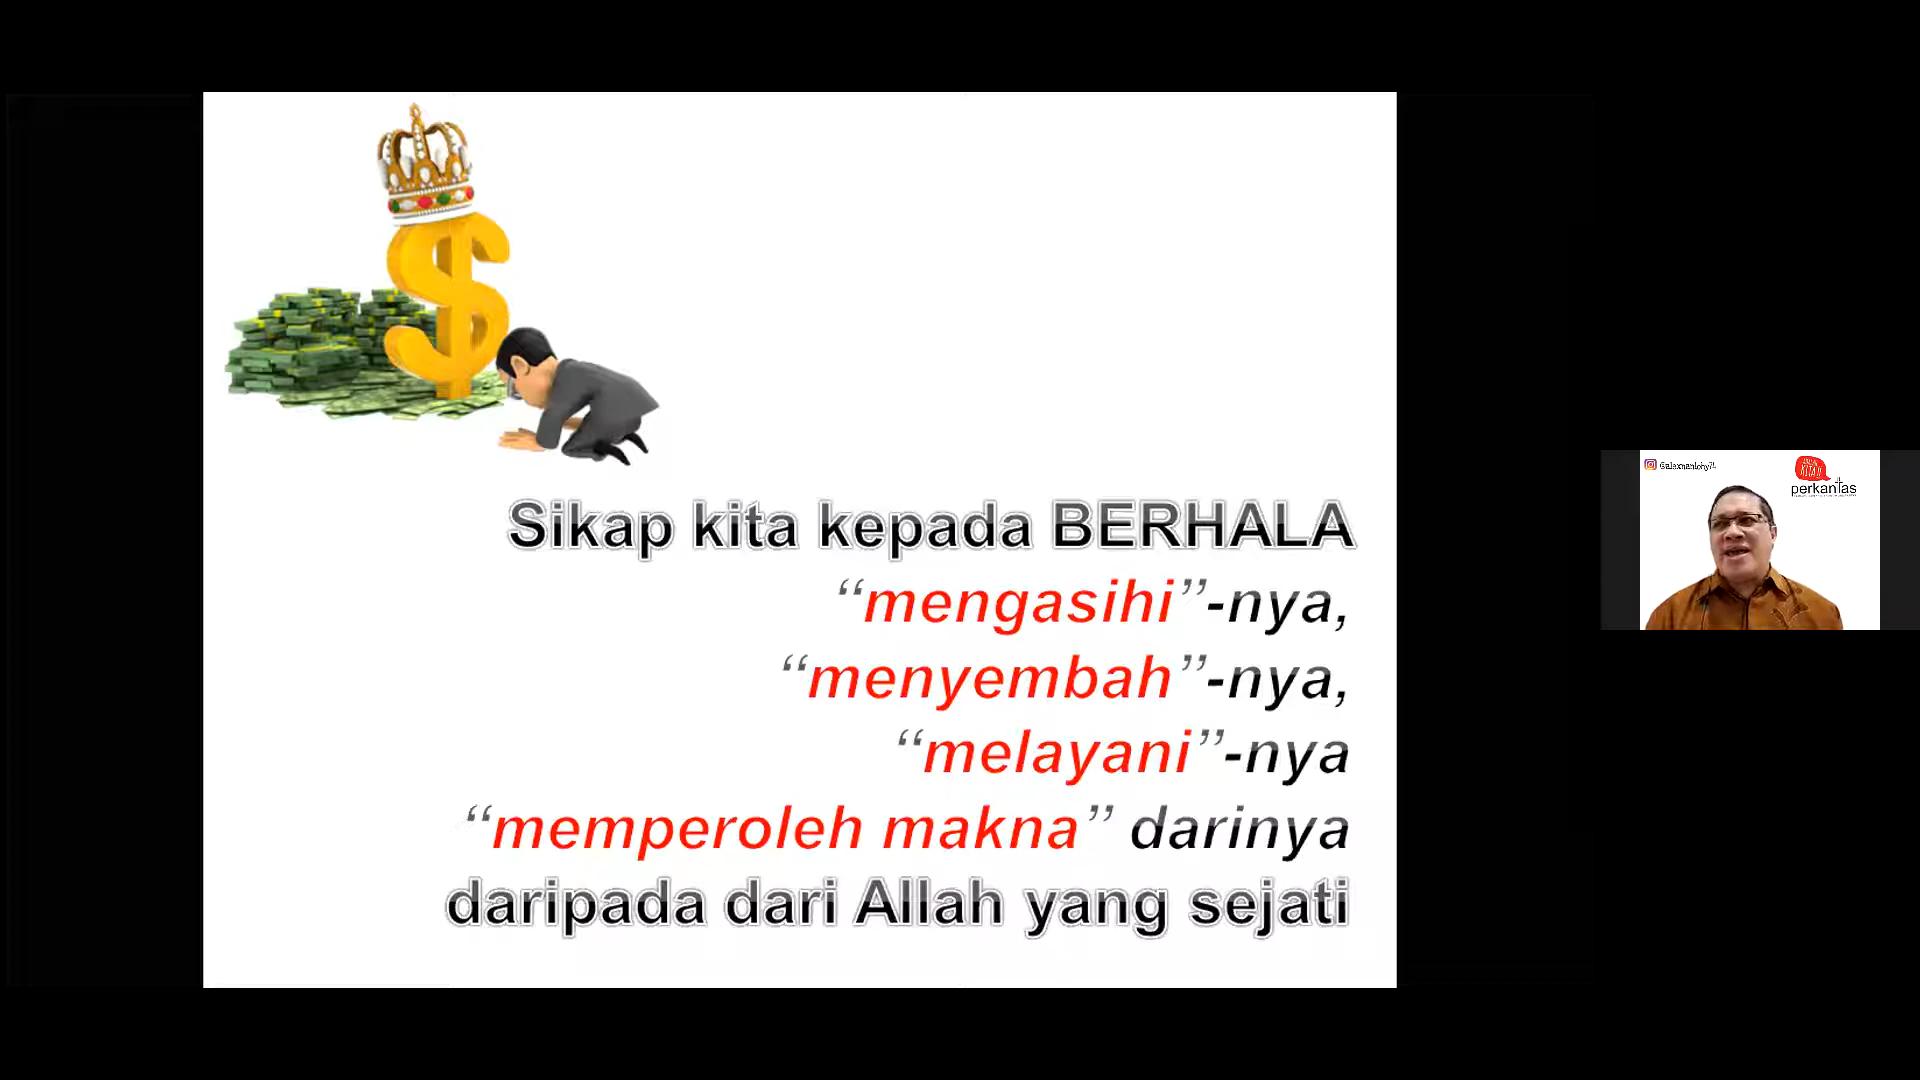 Sikap kita kepada BERHALA
“mengasihi”-nya,
“menyembah”-nya,
“melayani”-nya
“memperoleh makna” darinya
daripada dari Allah yang sejati
perkantas